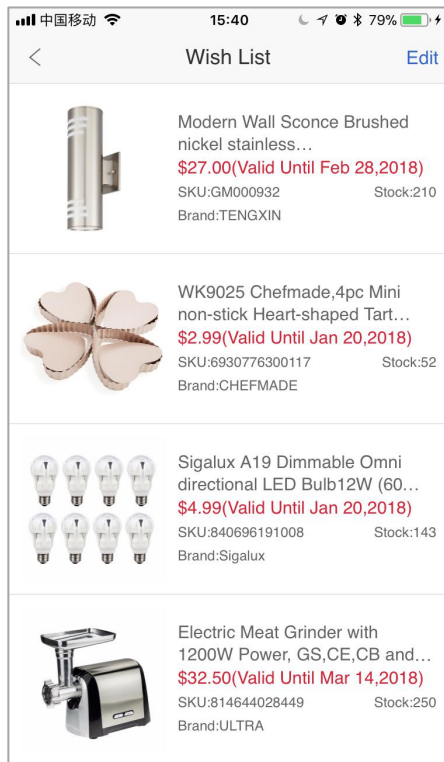 中国移动 15:40 79%
Wish List Edit
Modern Wall Sconce Brushed
nickel stainless...
$27.00(Valid Until Feb 28,2018)
SKU:GM000932 Stock:210
Brand:TENGXIN
WK9025 Chefmade,4pc Mini
non-stick Heart-shaped Tart...
$2.99(Valid Until Jan 20,2018)
SKU:6930776300117 Stock:52
Brand:CHEFMADE
Sigalux A19 Dimmable Omni
directional LED Bulb12W (60...
$4.99(Valid Until Jan 20,2018)
SKU:840696191008 Stock:143
Brand:Sigalux
Electric Meat Grinder with
1200W Power, GS,CE,CB and...
$32.50(Valid Until Mar 14,2018)
SKU:814644028449 Stock:250
Brand:ULTRA